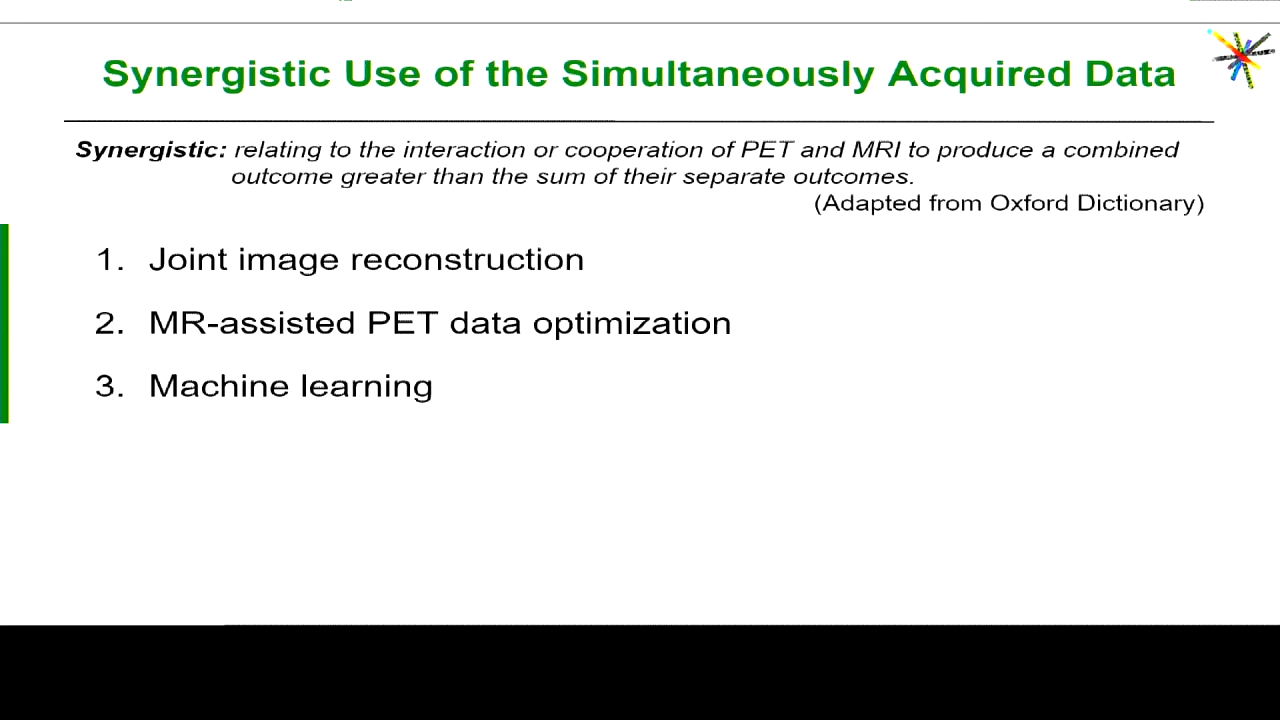 Synergistic Use of the Simultaneously Acquired Data
Synergistic: relating to the interaction or cooperation of PET and MRI to produce a combined
outcome greater than the sum of their separate outcomes.
(Adapted from Oxford Dictionary)
1. Joint image reconstruction
2. MR-assisted PET data optimization
3. Machine learning